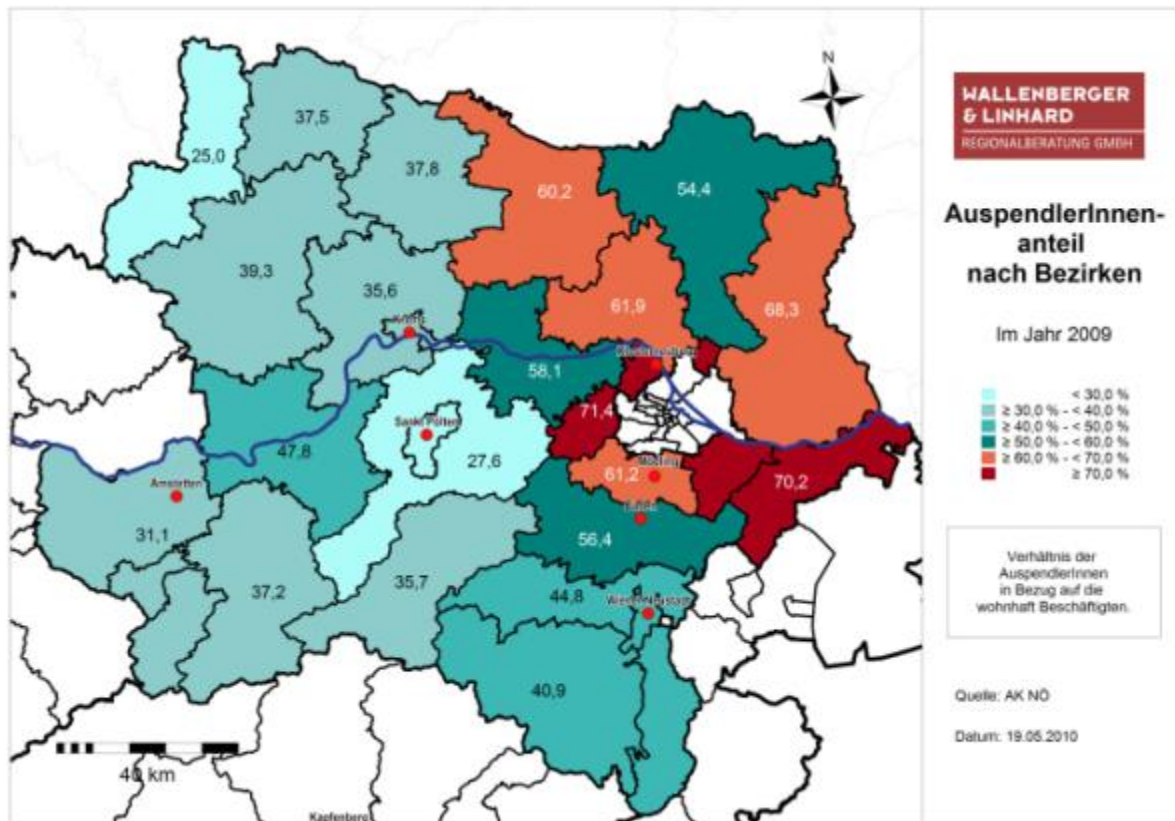 N
37,5
25,0
37,8
60,2
54,4
39,3
35,6
61,9
68,3
Krems
Klosterneuburg
58,1
71,4
Sankt Pölten
47,8
27,6
61,2
Mödling
70,2
Amstetten
Baden
31,1
56,4
37,2
35,7
44,8
Wiener Neustadt
40,9
40 km
Kapfenberg
WALLENBERGER
& LINHARD
REGIONALBERATUNG GMBH
AuspendlerInnen-
anteil
nach Bezirken
Im Jahr 2009
< 30,0 %
≥ 30,0 % - < 40,0 %
≥ 40,0 % - < 50,0 %
≥ 50,0 % - < 60,0 %
≥ 60,0 % - < 70,0 %
≥ 70,0 %
Verhältnis der
AuspendlerInnen
in Bezug auf die
wohnhaft Beschäftigten.
Quelle: AK NÖ
Datum: 19.05.2010